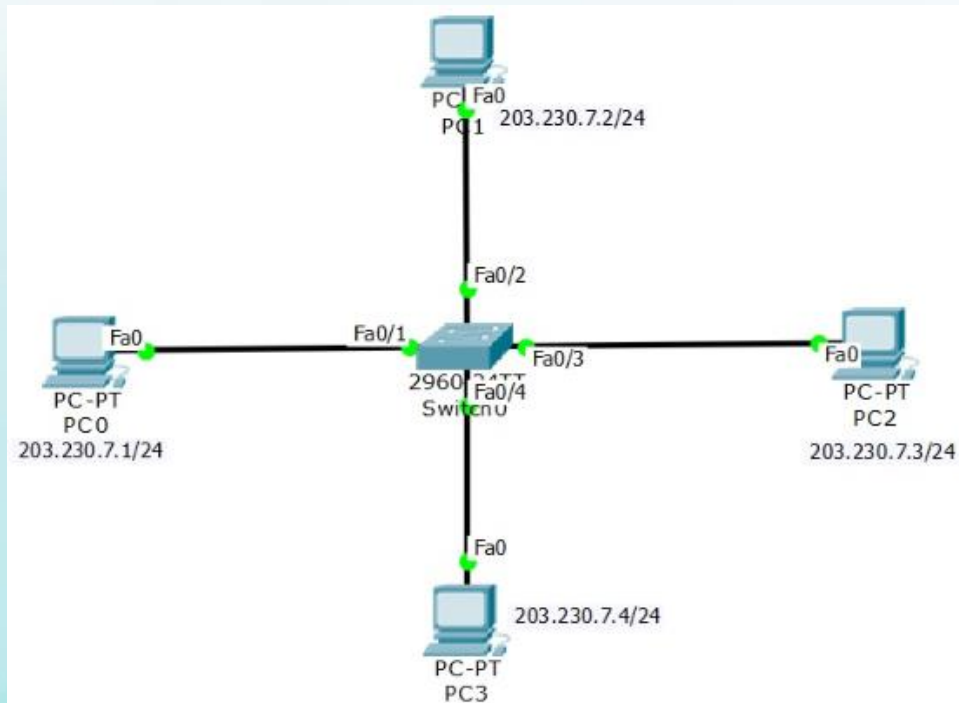 Fa0
PC
PC1
203.230.7.2/24
Fa0/2
Fa0
Fa0/1
Fa0/3
Fa0
2960
Fa0/4
PC-PT
PC0
203.230.7.1/24
PC-PT
PC2
203.230.7.3/24
Fa0
203.230.7.4/24
PC-PT
PC3